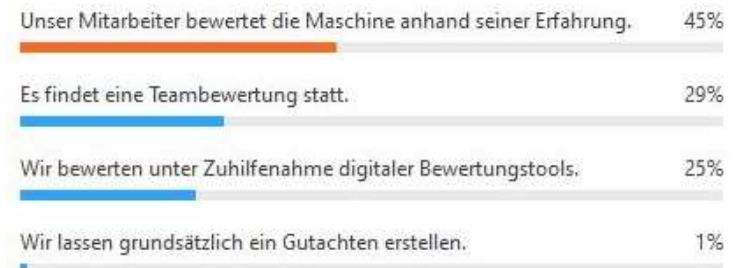 Unser Mitarbeiter bewertet die Maschine anhand seiner Erfahrung. 45%
Es findet eine Teambewertung statt. 29%
Wir bewerten unter Zuhilfenahme digitaler Bewertungstools. 25%
Wir lassen grundsätzlich ein Gutachten erstellen. 1%